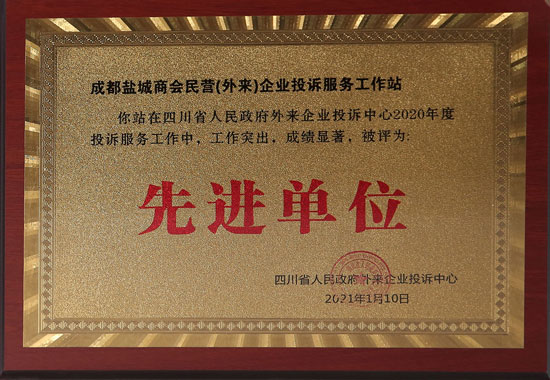 成都盐城商会民营(外来)企业投诉服务工作站
你站在四川省人民政府外来企业投诉中心2020年度
投诉服务工作中，工作突出，成绩显著，被评为:
先进单位
四川省人民政府外来企业投诉中心
2021年1月10日